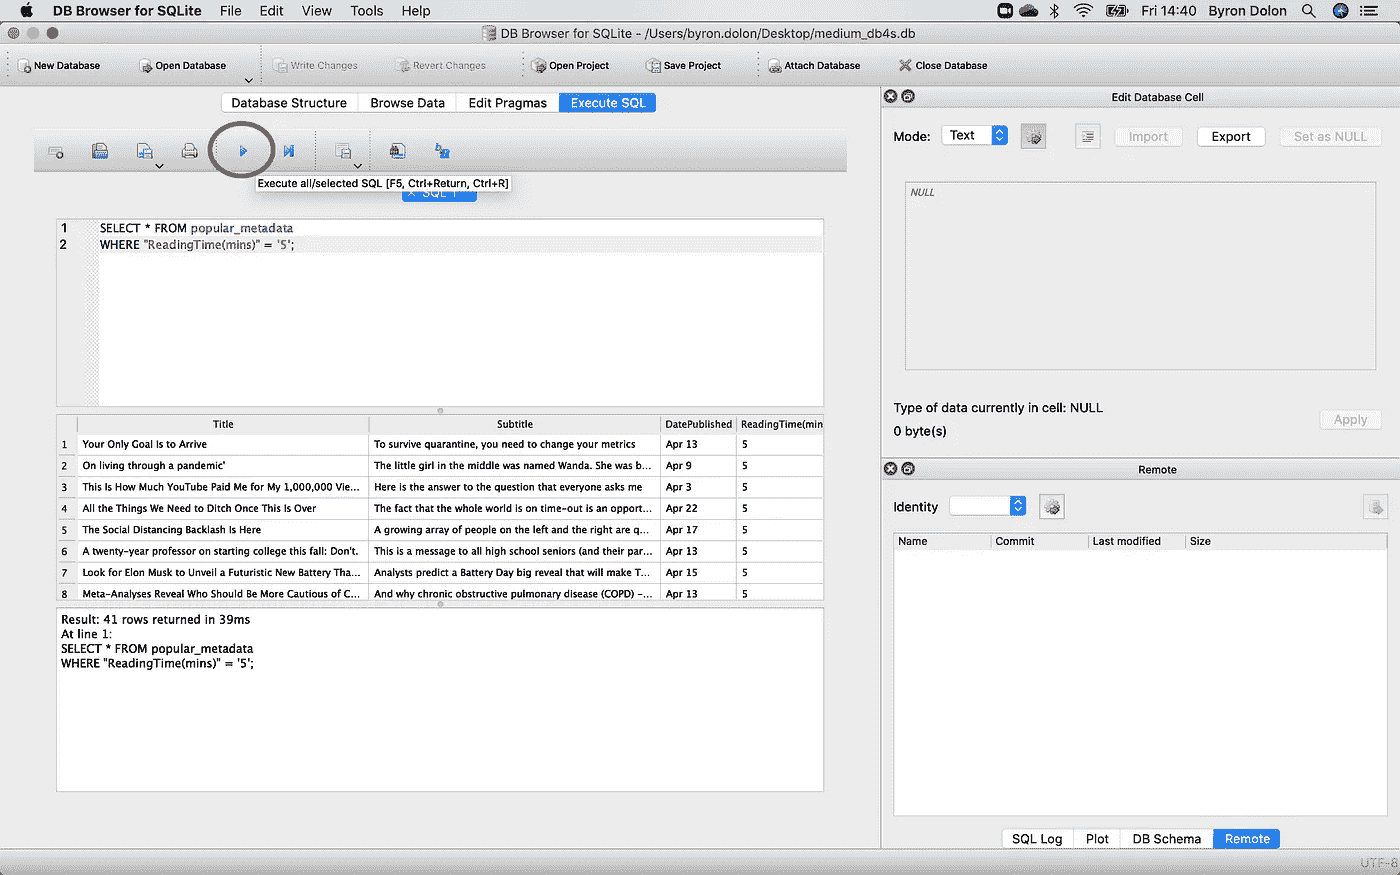 DB Browser for SQLite File Edit View Tools Help Fri 14:40 Byron Dolon
DB Browser for SQLite - /Users/byron.dolon/Desktop/medium_db4s.db
New Database Open Database Write Changes Revert Changes Open Project Save Project Attach Database Close Database
Database Structure Browse Data Edit Pragmas Execute SQL
Execute all/selected SQL [F5, Ctrl+Return, Ctrl+R]
SQL 1
1 SELECT * FROM popular_metadata
2 WHERE "ReadingTime(mins)" = '5';
Title Subtitle DatePublished ReadingTime(min
1 Your Only Goal Is to Arrive To survive quarantine, you need to change your metrics Apr 13 5
2 On living through a pandemic' The little girl in the middle was named Wanda. She was b... Apr 9 5
3 This Is How Much YouTube Paid Me for My 1,000,000 Vie... Here is the answer to the question that everyone asks me Apr 3 5
4 All the Things We Need to Ditch Once This Is Over The fact that the whole world is on time-out is an opport... Apr 22 5
5 The Social Distancing Backlash Is Here A growing array of people on the left and the right are q... Apr 17 5
6 A twenty-year professor on starting college this fall: Don't. This is a message to all high school seniors (and their par... Apr 13 5
7 Look for Elon Musk to Unveil a Futuristic New Battery Tha... Analysts predict a Battery Day big reveal that will make T... Apr 15 5
8 Meta-Analyses Reveal Who Should Be More Cautious of C... And why chronic obstructive pulmonary disease (COPD) –... Apr 13 5
Result: 41 rows returned in 39ms
At line 1:
SELECT * FROM popular_metadata
WHERE "ReadingTime(mins)" = '5';
Edit Database Cell
Mode: Text Import Export Set as NULL
NULL
Type of data currently in cell: NULL
0 byte(s)
Apply
Remote
Identity
Name Commit Last modified Size
SQL Log Plot DB Schema Remote
UTF-8